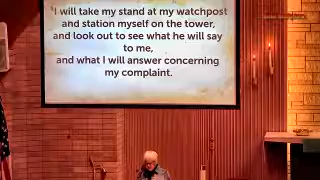 I will take my stand at my watchpost
and station myself on the tower,
and look out to see what he will say
to me,
and what I will answer concerning
my complaint.